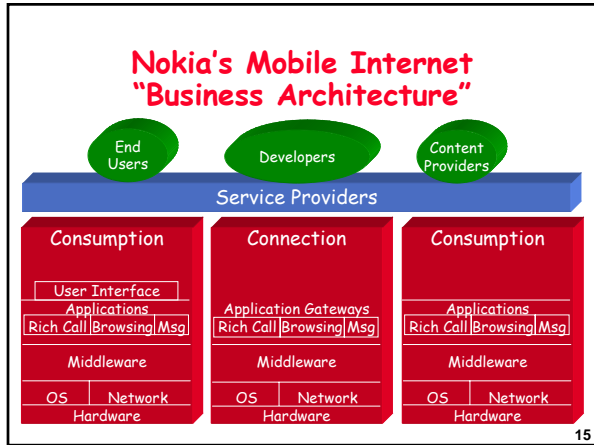 Nokia's Mobile Internet
"Business Architecture"
End
Users
Developers
Content
Providers
Service Providers
Consumption
User Interface
Applications
Rich Call Browsing Msg
Middleware
OS Network
Hardware
Connection
Application Gateways
Rich Call Browsing Msg
Middleware
OS Network
Hardware
Consumption
Applications
Rich Call Browsing Msg
Middleware
OS Network
Hardware
15